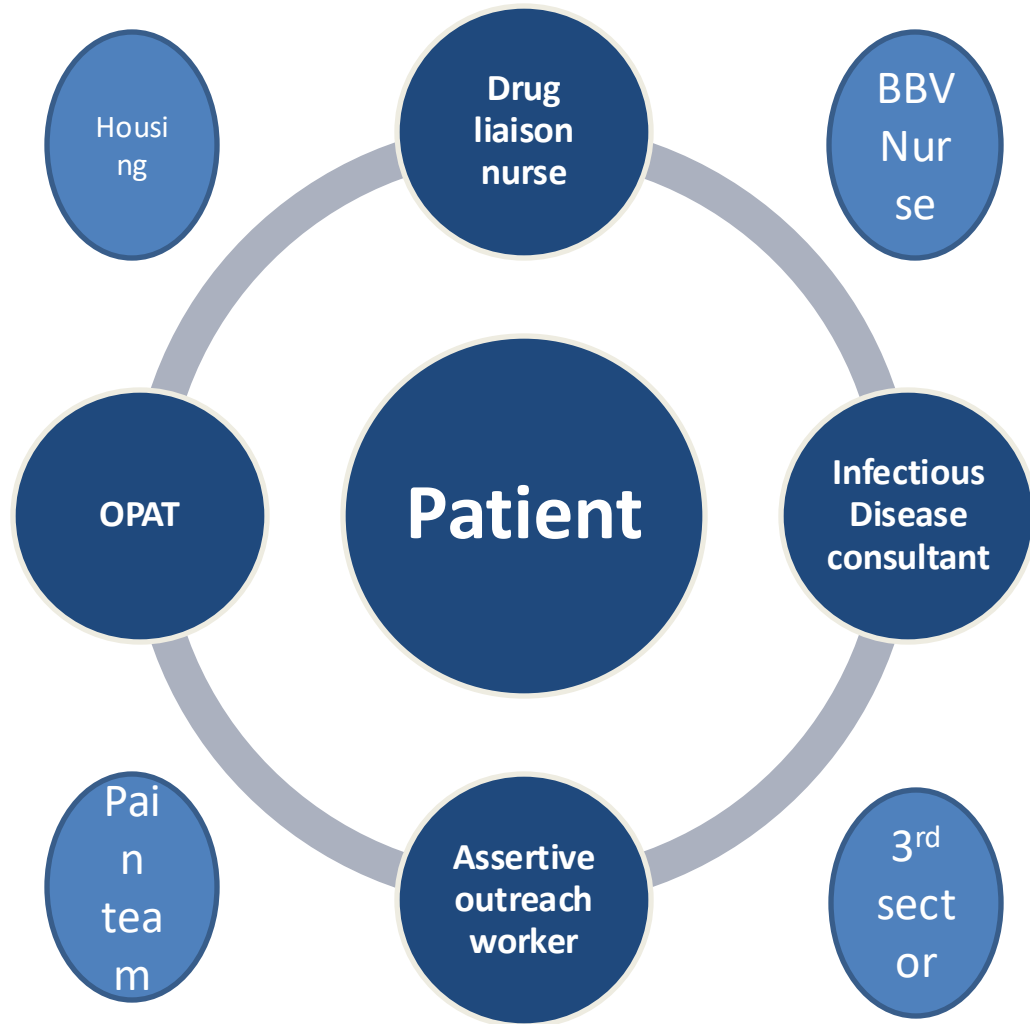 Housi
ng
Drug
liaison
nurse
BBV
Nur
se
OPAT
Patient
Infectious
Disease
consultant
Pai
n
tea
m
Assertive
outreach
worker
3rd
sect
or